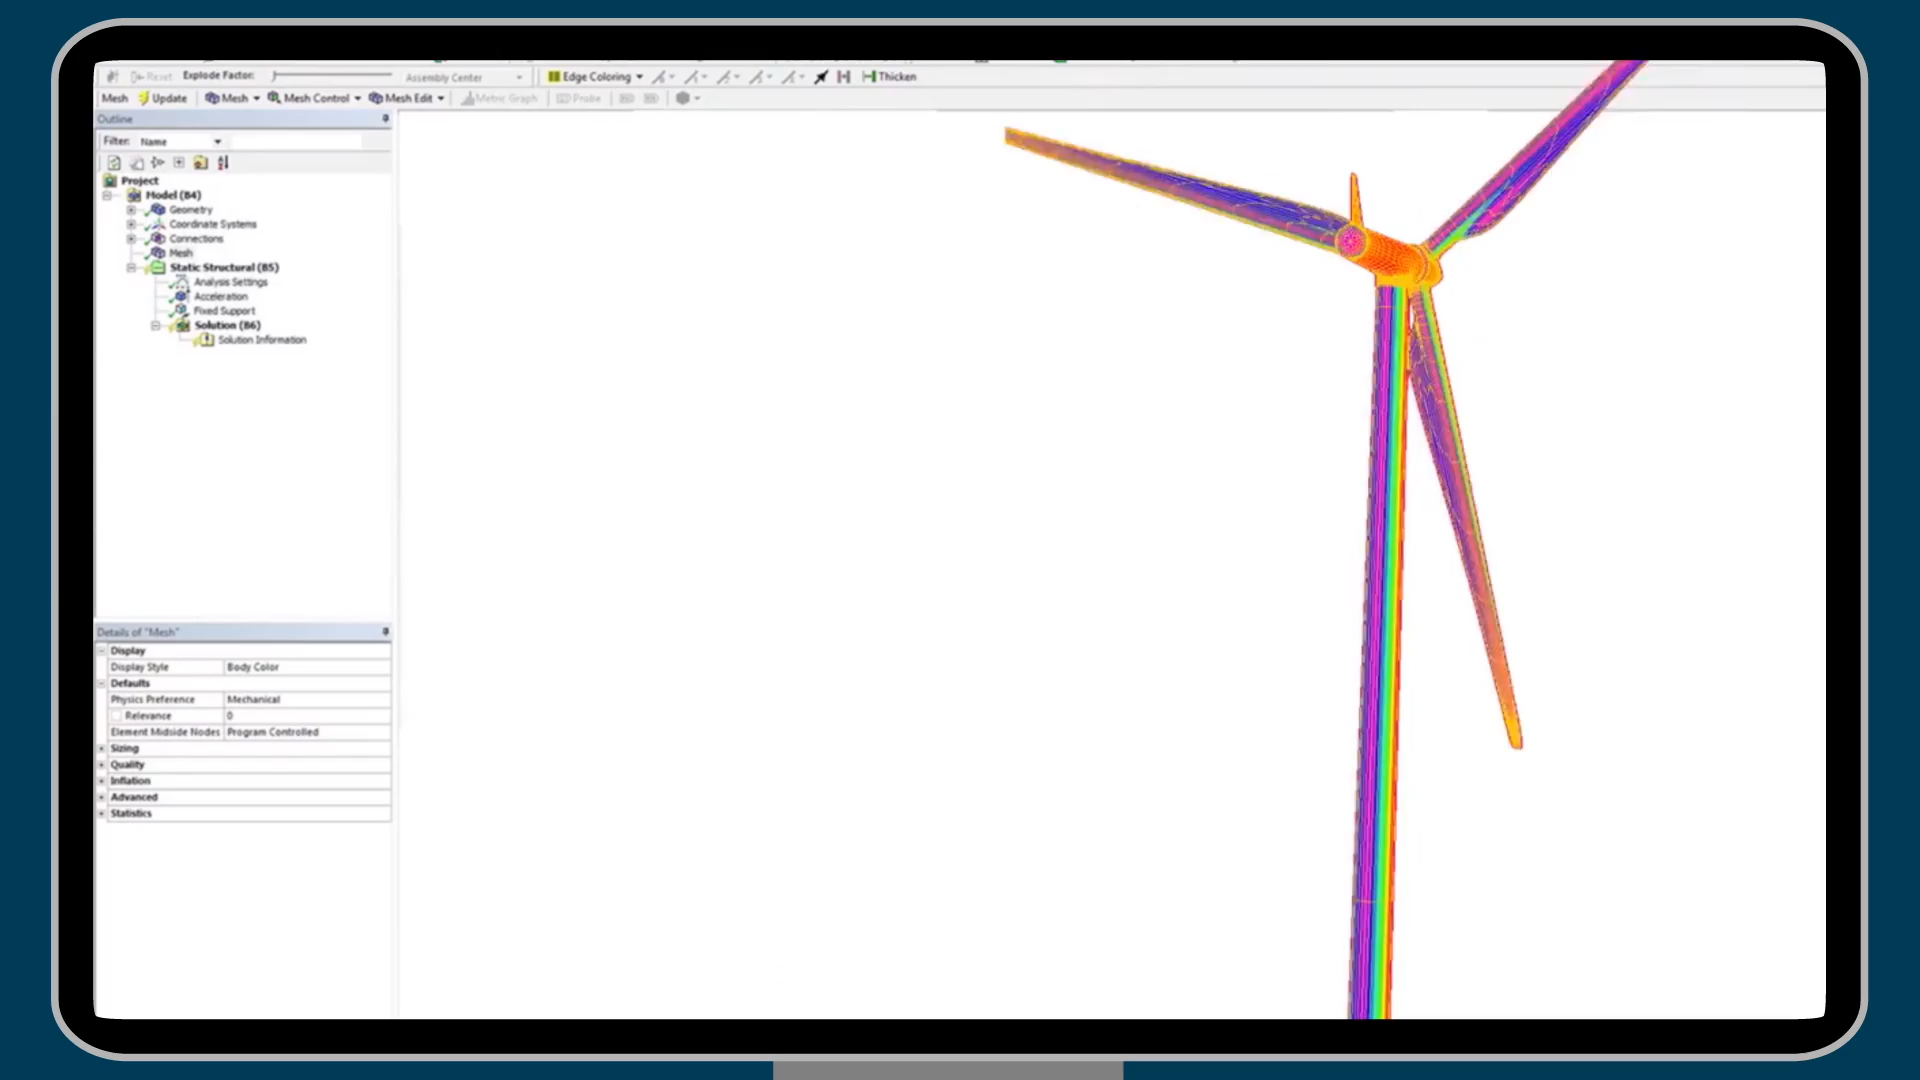 Reset Explode Factor: Assembly Center Edge Coloring Thicken
Mesh Update Mesh Mesh Control Mesh Edit Metric Graph Probe
Outline
Filter: Name
Project
Model (B4)
Geometry
Coordinate Systems
Connections
Mesh
Static Structural (B5)
Analysis Settings
Acceleration
Fixed Support
Solution (B6)
Solution Information
Details of "Mesh"
Display
Display Style Body Color
Defaults
Physics Preference Mechanical
Relevance 0
Element Midside Nodes Program Controlled
Sizing
Quality
Inflation
Advanced
Statistics